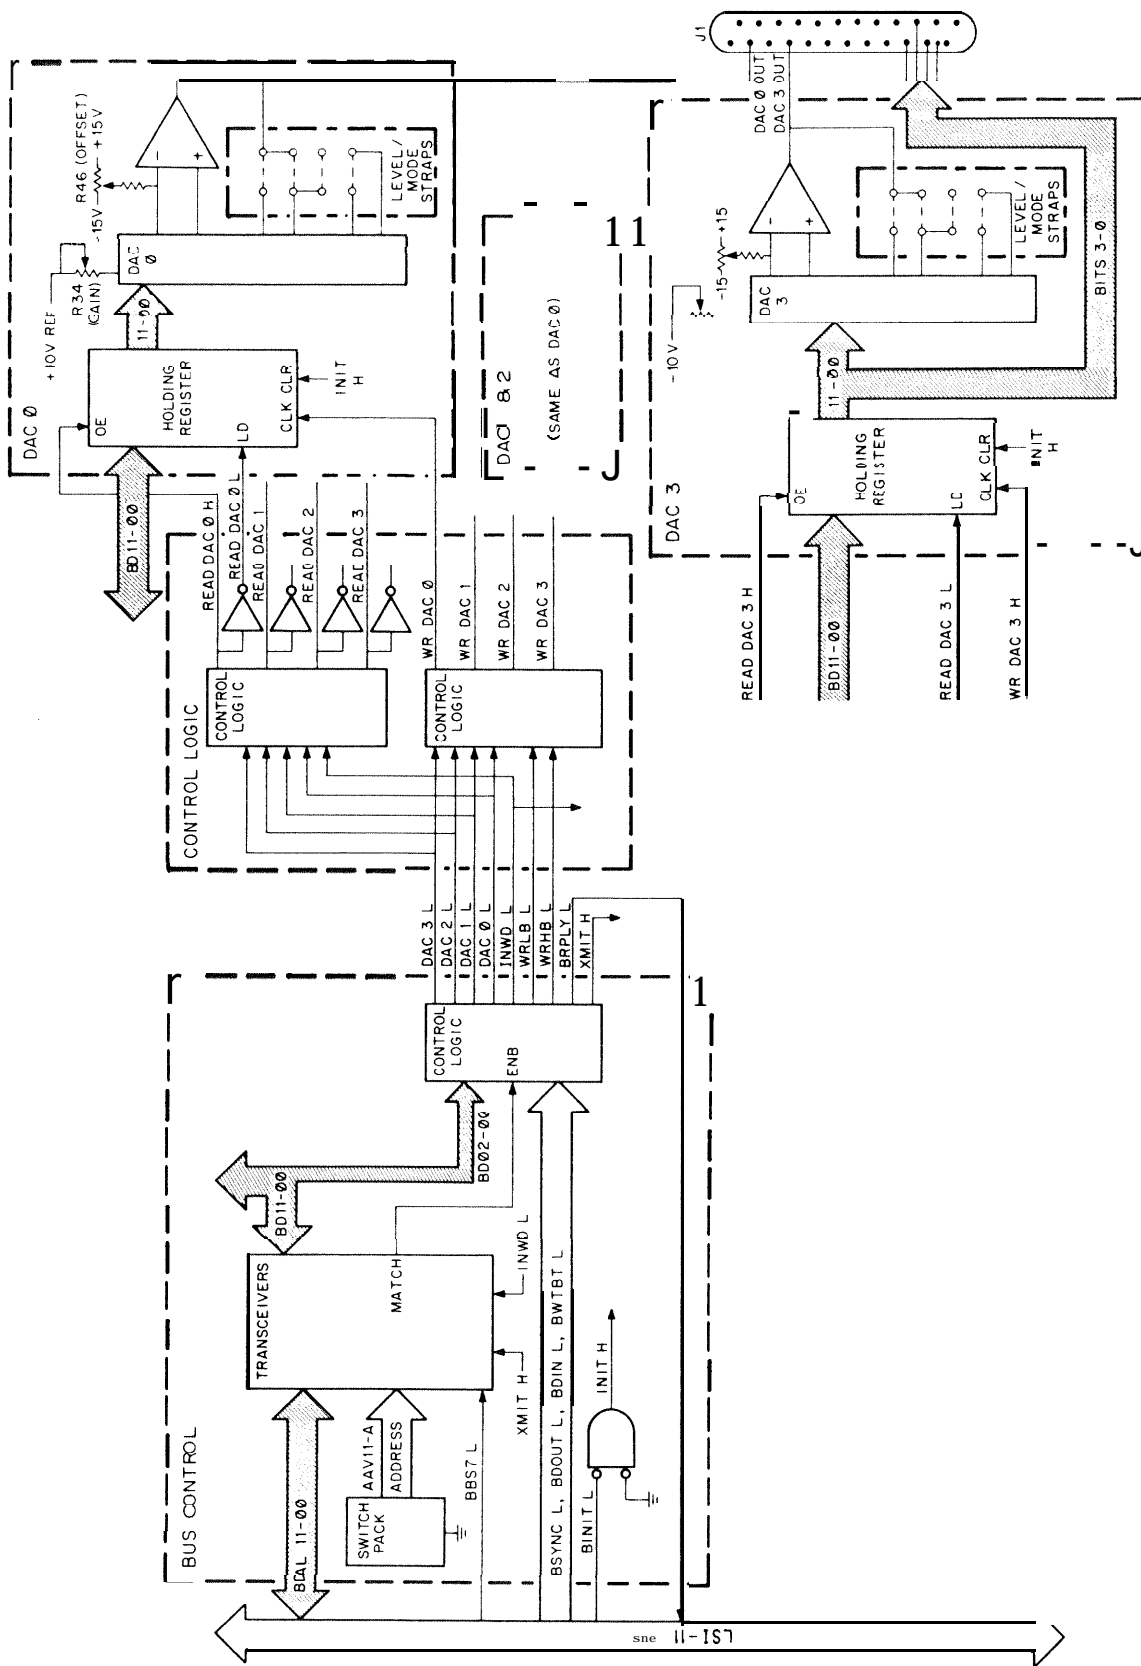 LSI-11
BUS CONTROL
BDAL 11-00
SWITCH
PACK
AAV11-A
ADDRESS
BBS7 L
XMIT H
INWD L
TRANSCEIVERS
MATCH
BD11-00
BD02-00
BSYNC L, BDOUT L, BDIN L, BWTBT L
BINIT L
INIT H
CONTROL
LOGIC
ENB
DAC 3 L
DAC 2 L
DAC 1 L
DAC 0 L
INWD L
WRLB L
WRHB L
BRPLY L
XMIT H
1
CONTROL LOGIC
CONTROL
LOGIC
CONTROL
LOGIC
READ DAC 0 H
READ DAC 0 L
READ DAC 1
READ DAC 2
READ DAC 3
WR DAC 0
WR DAC 1
WR DAC 2
WR DAC 3
BD11-00
DAC 0
OE
HOLDING
REGISTER
LD
CLK CLR
INIT
H
11-00
+10V REF
R34
(GAIN)
DAC
0
-15V
+15V
R46 (OFFSET)
-
+
LEVEL/
MODE
STRAPS
DAC1 & 2
(SAME AS DAC 0)
11
READ DAC 3 H
BD11-00
READ DAC 3 L
WR DAC 3 H
DAC 3
OE
HOLDING
REGISTER
LD
CLK CLR
INIT
H
11-00
-10V
DAC
3
-15
+15
-
+
LEVEL/
MODE
STRAPS
BITS 3-0
DAC 0 OUT
DAC 3 OUT
J1